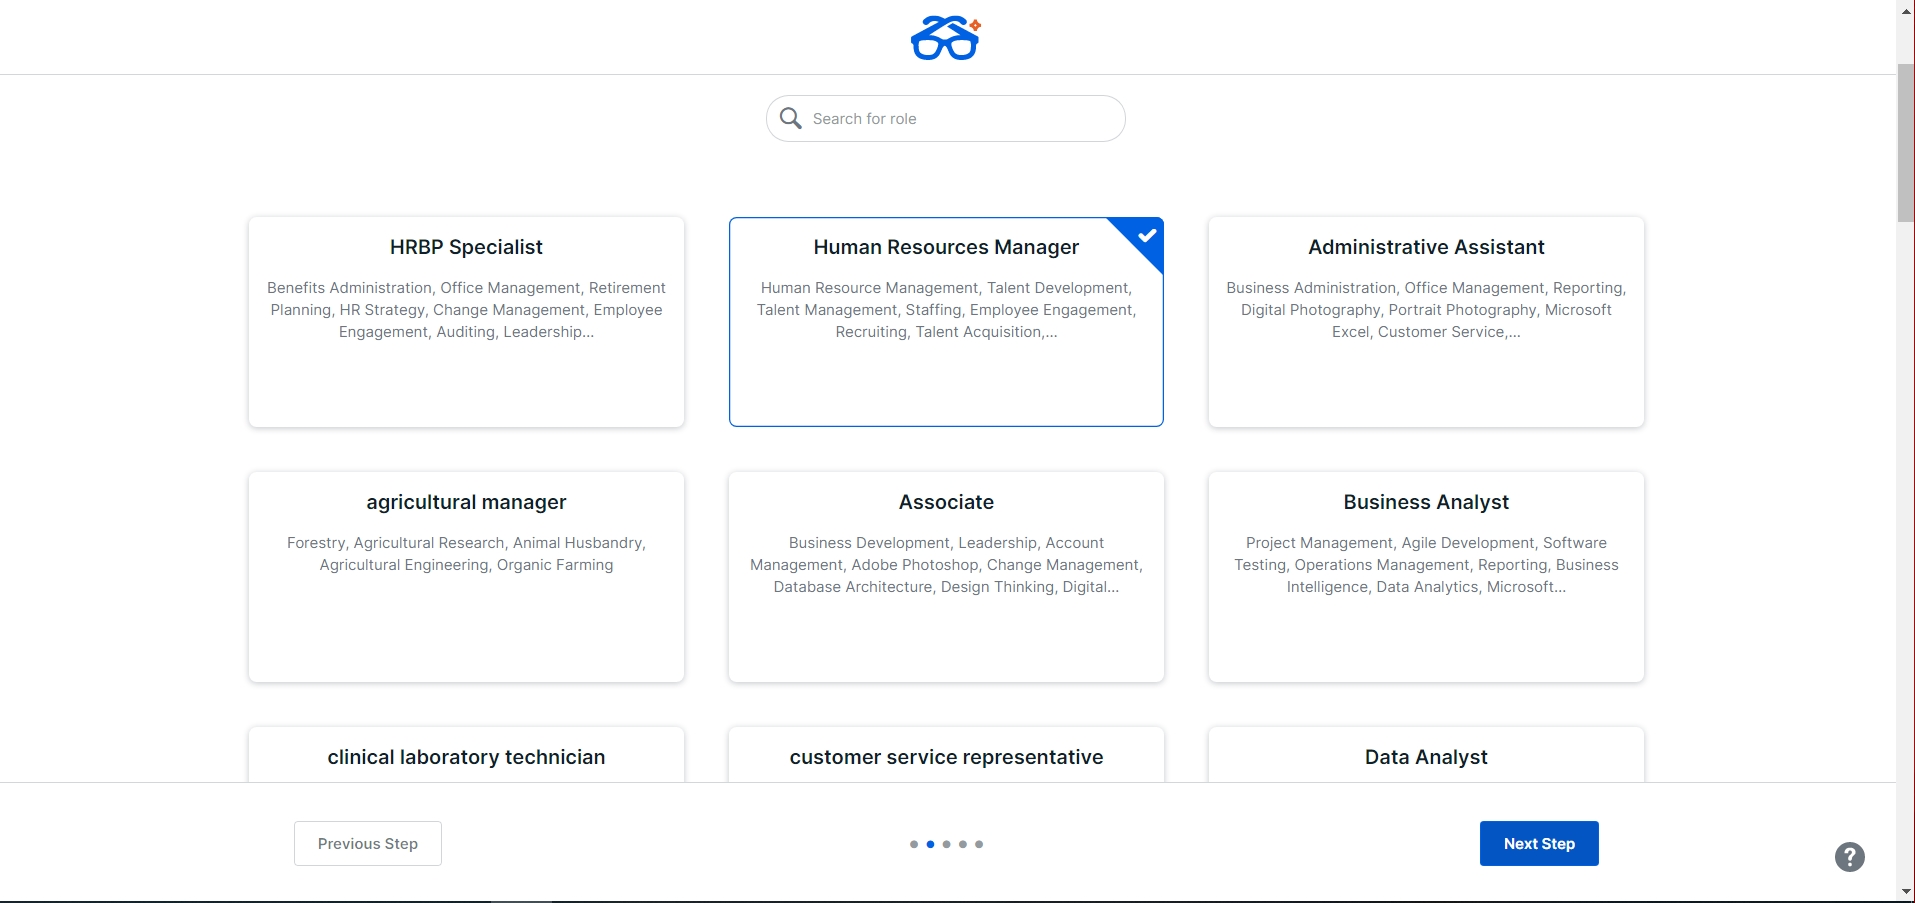 Search for role
HRBP Specialist
Benefits Administration, Office Management, Retirement
Planning, HR Strategy, Change Management, Employee
Engagement, Auditing, Leadership...
Human Resources Manager
Human Resource Management, Talent Development,
Talent Management, Staffing, Employee Engagement,
Recruiting, Talent Acquisition,...
Administrative Assistant
Business Administration, Office Management, Reporting,
Digital Photography, Portrait Photography, Microsoft
Excel, Customer Service,...
agricultural manager
Forestry, Agricultural Research, Animal Husbandry,
Agricultural Engineering, Organic Farming
Associate
Business Development, Leadership, Account
Management, Adobe Photoshop, Change Management,
Database Architecture, Design Thinking, Digital...
Business Analyst
Project Management, Agile Development, Software
Testing, Operations Management, Reporting, Business
Intelligence, Data Analytics, Microsoft...
clinical laboratory technician
customer service representative
Data Analyst
Previous Step
Next Step
?